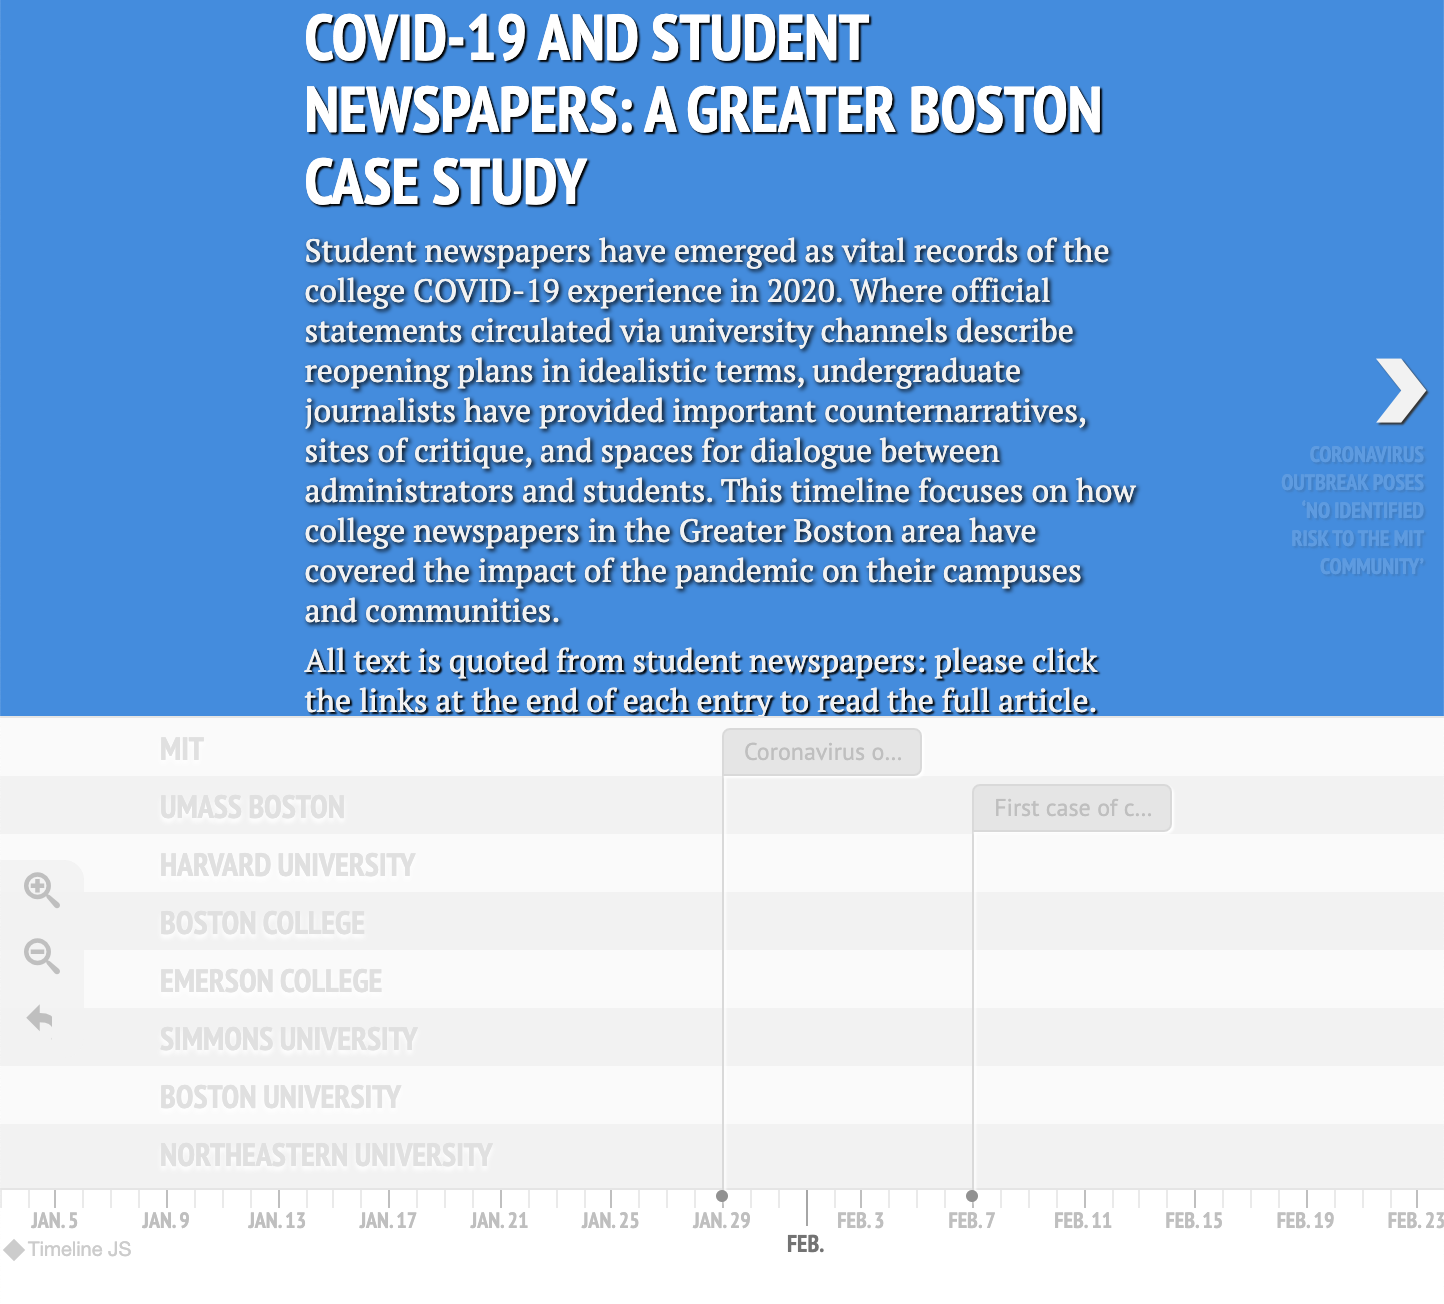 COVID-19 AND STUDENT
NEWSPAPERS: A GREATER BOSTON
CASE STUDY
Student newspapers have emerged as vital records of the
college COVID-19 experience in 2020. Where official
statements circulated via university channels describe
reopening plans in idealistic terms, undergraduate
journalists have provided important counternarratives,
sites of critique, and spaces for dialogue between
administrators and students. This timeline focuses on how
college newspapers in the Greater Boston area have
covered the impact of the pandemic on their campuses
and communities.
All text is quoted from student newspapers: please click
the links at the end of each entry to read the full article.
CORONAVIRUS
OUTBREAK POSES
'NO IDENTIFIED
RISK TO THE MIT
COMMUNITY'
MIT
Coronavirus o...
UMASS BOSTON
First case of c...
HARVARD UNIVERSITY
BOSTON COLLEGE
EMERSON COLLEGE
SIMMONS UNIVERSITY
BOSTON UNIVERSITY
NORTHEASTERN UNIVERSITY
JAN. 5 JAN. 9 JAN. 13 JAN. 17 JAN. 21 JAN. 25 JAN. 29 FEB. 3 FEB. 7 FEB. 11 FEB. 15 FEB. 19 FEB. 23
FEB.
Timeline JS